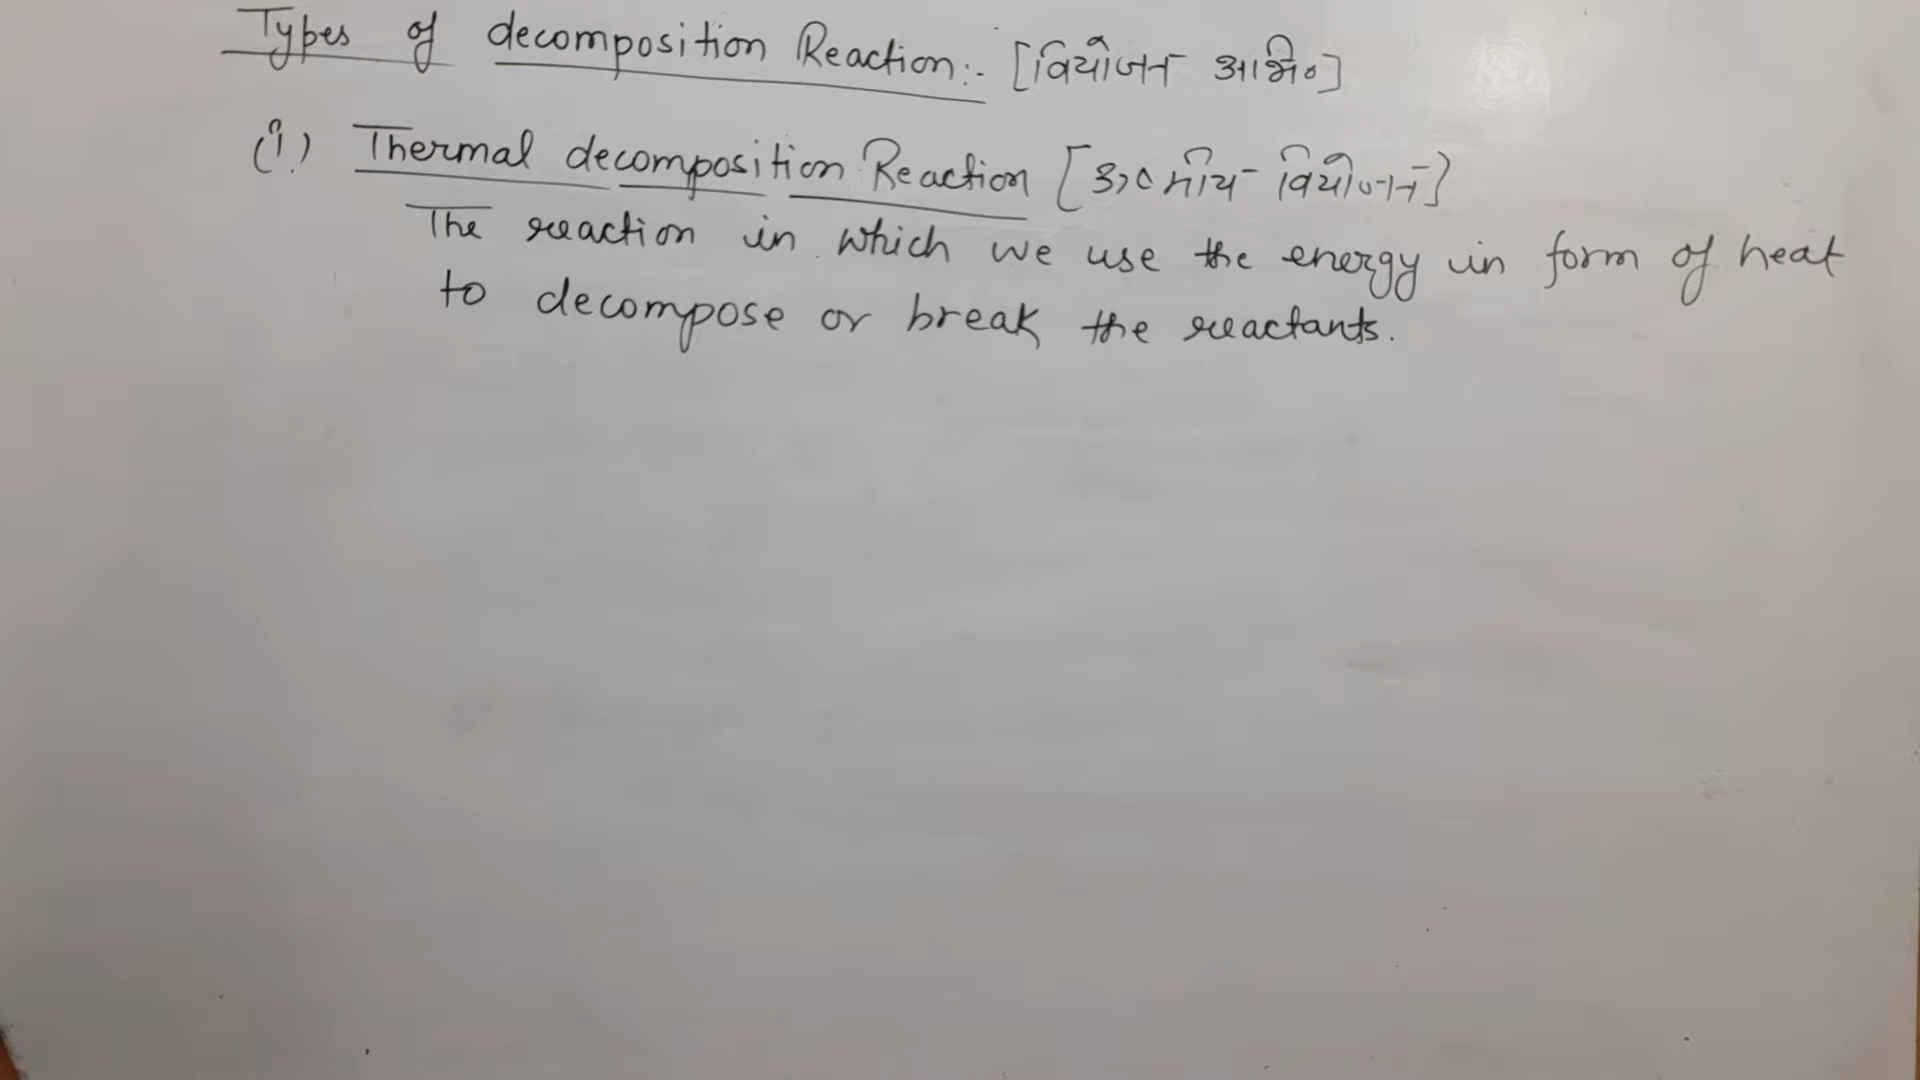 Types of decomposition Reaction:- [वियोजन अभि०]
(i) Thermal decomposition Reaction [ऊष्मीय वियोजन]
The reaction in which we use the energy in form of heat
to decompose or break the reactants.